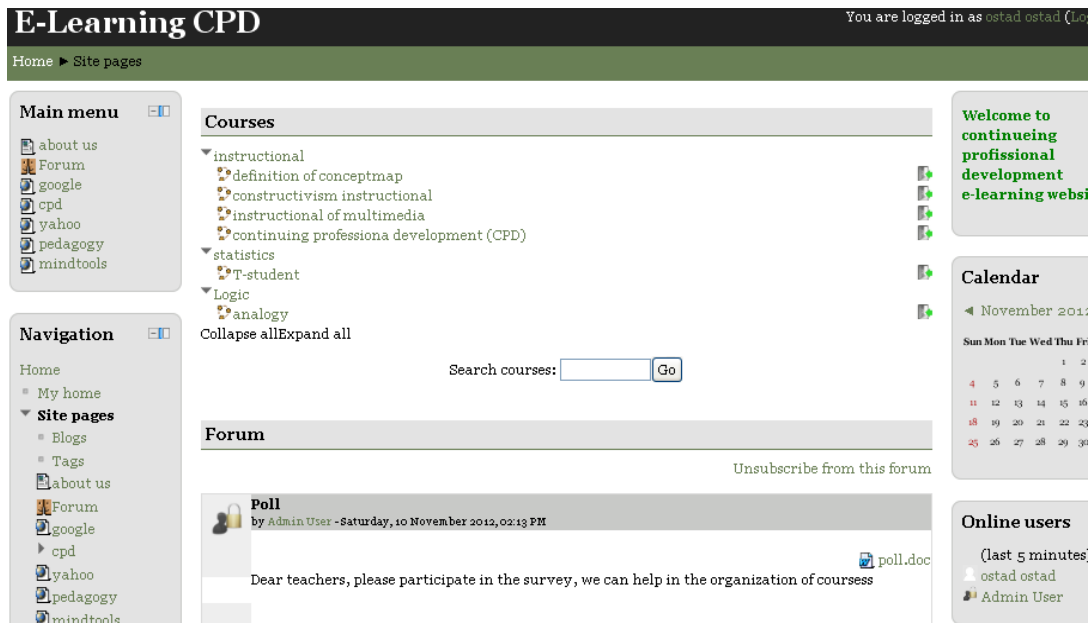 E-Learning CPD
You are logged in as ostad ostad (Log
Home ► Site pages
Main menu
about us
Forum
google
cpd
yahoo
pedagogy
mindtools
Navigation
Home
My home
Site pages
Blogs
Tags
about us
Forum
google
cpd
yahoo
pedagogy
mindtools
Courses
instructional
definition of conceptmap
constructivism instructional
instructional of multimedia
continuing professiona development (CPD)
statistics
T-student
Logic
analogy
Collapse allExpand all
Search courses: Go
Forum
Unsubscribe from this forum
Poll
by Admin User - Saturday, 10 November 2012, 02:13 PM
poll.doc
Dear teachers, please participate in the survey, we can help in the organization of coursess
Welcome to
continueing
profissional
development
e-learning websi
Calendar
◄ November 2012
Sun Mon Tue Wed Thu Fri
1 2
4 5 6 7 8 9
11 12 13 14 15 16
18 19 20 21 22 23
25 26 27 28 29 30
Online users
(last 5 minutes)
ostad ostad
Admin User